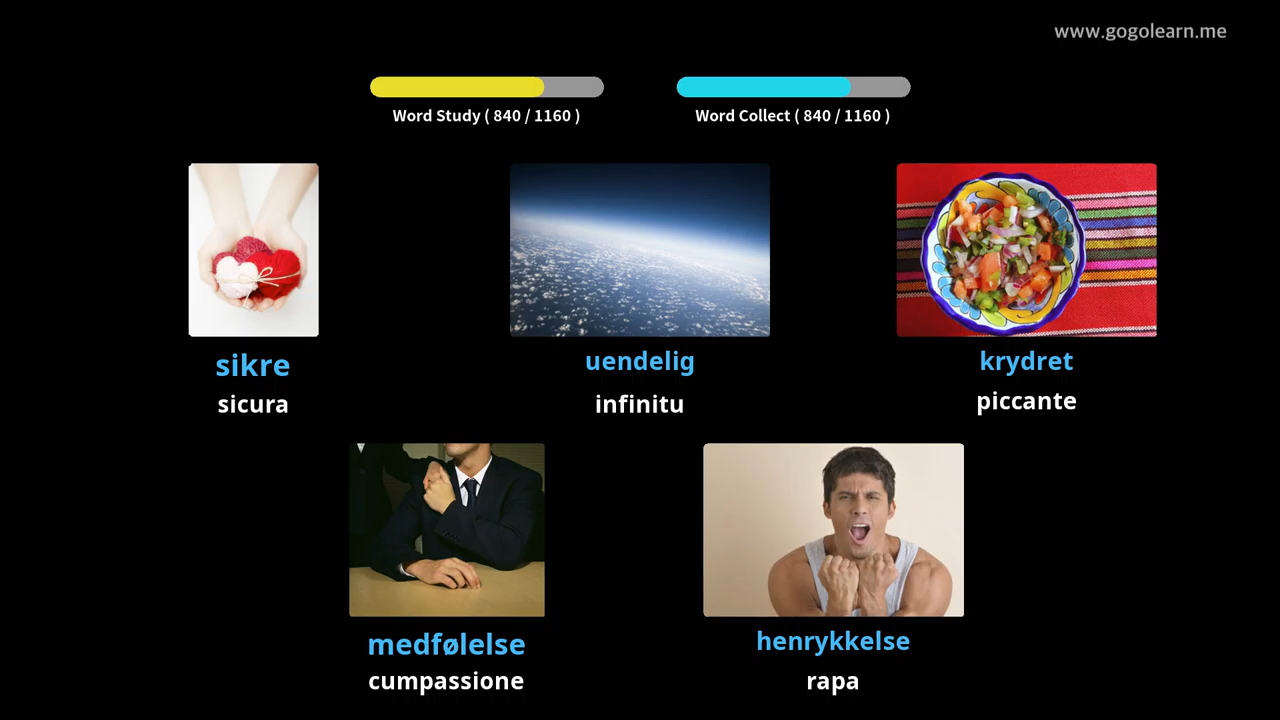 www.gogolearn.me
Word Study ( 840 / 1160 )
Word Collect ( 840 / 1160 )
sikre
sicura
uendelig
infinitu
krydret
piccante
medfølelse
cumpassione
henrykkelse
rapa